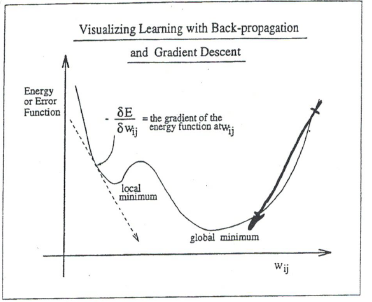 Visualizing Learning with Back-propagation
and Gradient Descent
Energy
or Error
Function
- δE / δwij = the gradient of the
energy function at wij
local
minimum
global minimum
wij